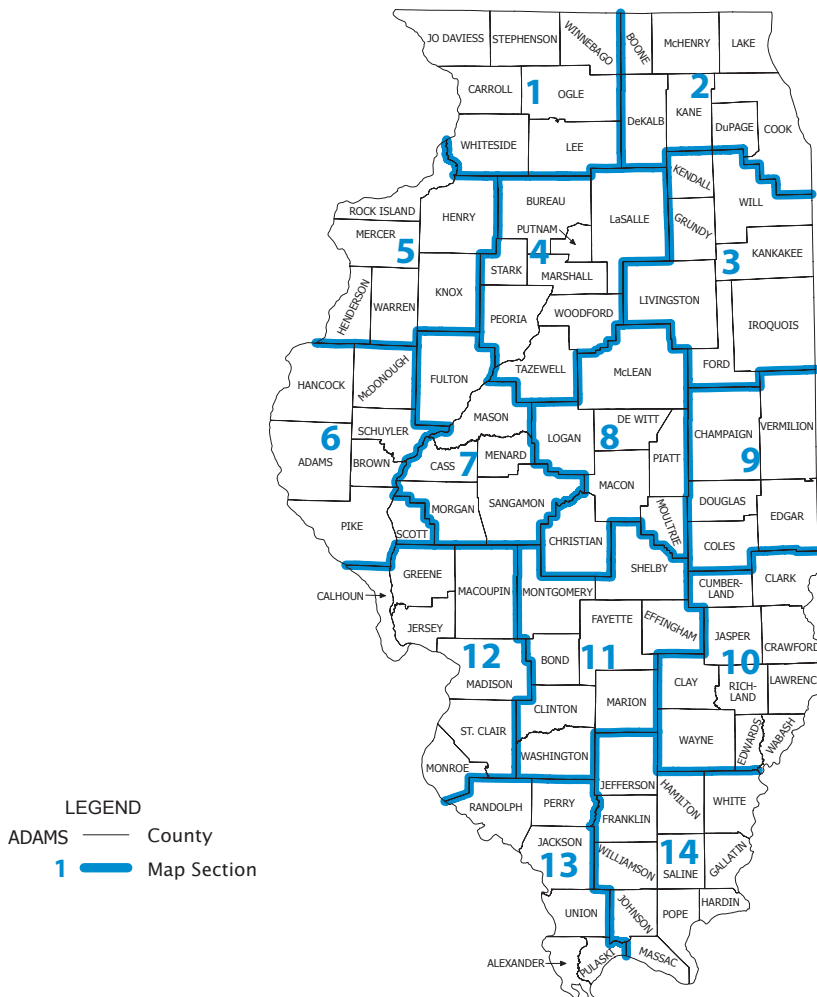 JO DAVIESS
STEPHENSON
WINNEBAGO
BOONE
McHENRY
LAKE
CARROLL
1
OGLE
2
DeKALB
KANE
DuPAGE
COOK
WHITESIDE
LEE
KENDALL
WILL
ROCK ISLAND
HENRY
BUREAU
LaSALLE
GRUNDY
MERCER
5
PUTNAM
4
3
KANKAKEE
STARK
MARSHALL
HENDERSON
WARREN
KNOX
PEORIA
WOODFORD
LIVINGSTON
IROQUOIS
FORD
HANCOCK
McDONOUGH
FULTON
TAZEWELL
McLEAN
MASON
6
SCHUYLER
LOGAN
8
DE WITT
CHAMPAIGN
VERMILION
ADAMS
BROWN
CASS
7
MENARD
PIATT
9
MACON
PIKE
SCOTT
MORGAN
SANGAMON
MOULTRIE
DOUGLAS
EDGAR
CHRISTIAN
COLES
SHELBY
GREENE
CALHOUN
MACOUPIN
MONTGOMERY
CUMBER-
LAND
CLARK
JERSEY
FAYETTE
EFFINGHAM
JASPER
CRAWFORD
12
BOND
11
10
MADISON
CLAY
RICH-
LAND
LAWRENC
CLINTON
MARION
ST. CLAIR
WASHINGTON
WAYNE
EDWARDS
WABASH
MONROE
JEFFERSON
HAMILTON
WHITE
RANDOLPH
PERRY
FRANKLIN
JACKSON
13
WILLIAMSON
14
SALINE
GALLATIN
UNION
JOHNSON
POPE
HARDIN
ALEXANDER
PULASKI
MASSAC
LEGEND
ADAMS County
1 Map Section